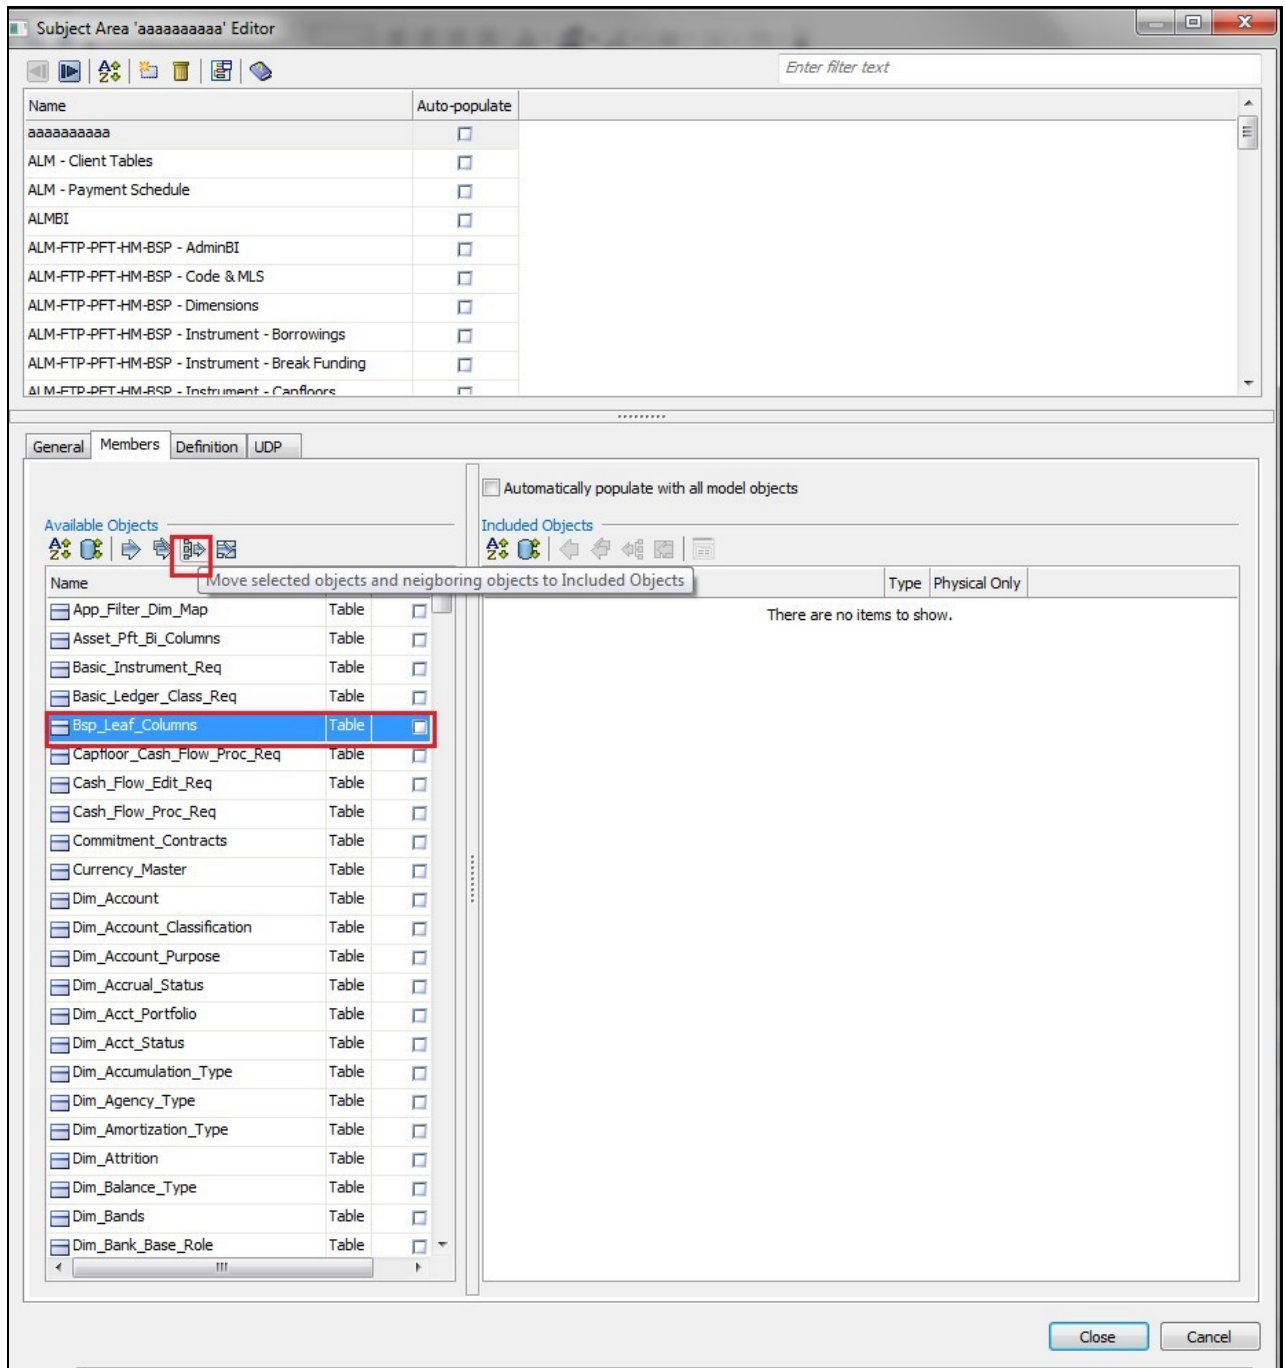 Subject Area 'aaaaaaaaaa' Editor
Enter filter text
Name Auto-populate
aaaaaaaaaa
ALM - Client Tables
ALM - Payment Schedule
ALMBI
ALM-FTP-PFT-HM-BSP - AdminBI
ALM-FTP-PFT-HM-BSP - Code & MLS
ALM-FTP-PFT-HM-BSP - Dimensions
ALM-FTP-PFT-HM-BSP - Instrument - Borrowings
ALM-FTP-PFT-HM-BSP - Instrument - Break Funding
ALM-FTP-PFT-HM-BSP - Instrument - Capfloors
General Members Definition UDP
Automatically populate with all model objects
Available Objects
Included Objects
Name
Move selected objects and neigboring objects to Included Objects
Type Physical Only
There are no items to show.
App_Filter_Dim_Map Table
Asset_Pft_Bi_Columns Table
Basic_Instrument_Req Table
Basic_Ledger_Class_Req Table
Bsp_Leaf_Columns Table
Capfloor_Cash_Flow_Proc_Req Table
Cash_Flow_Edit_Req Table
Cash_Flow_Proc_Req Table
Commitment_Contracts Table
Currency_Master Table
Dim_Account Table
Dim_Account_Classification Table
Dim_Account_Purpose Table
Dim_Accrual_Status Table
Dim_Acct_Portfolio Table
Dim_Acct_Status Table
Dim_Accumulation_Type Table
Dim_Agency_Type Table
Dim_Amortization_Type Table
Dim_Attrition Table
Dim_Balance_Type Table
Dim_Bands Table
Dim_Bank_Base_Role Table
Close Cancel